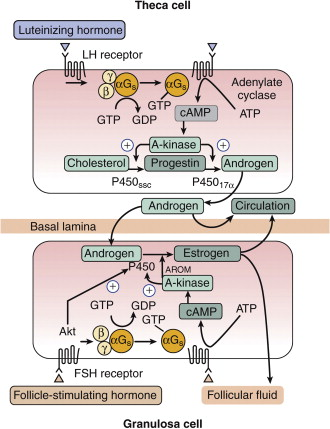 Theca cell
Luteinizing hormone
LH receptor
γ
β
αGs
αGs
Adenylate
cyclase
GTP
GDP
GTP
cAMP
ATP
A-kinase
+
+
Cholesterol
Progestin
Androgen
P450ssc
P45017α
Androgen
Circulation
Basal lamina
Androgen
Estrogen
P450
AROM
A-kinase
+
+
GTP
GDP
cAMP
ATP
GTP
Akt
β
γ
αGs
αGs
FSH receptor
Follicle-stimulating hormone
Follicular fluid
Granulosa cell